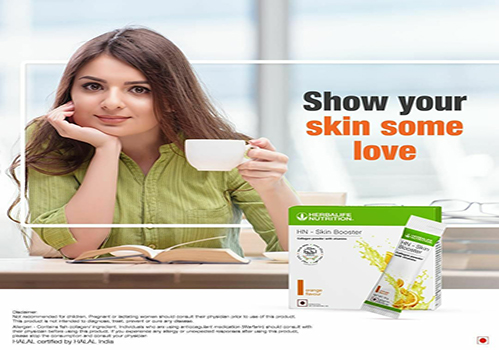 Show your
skin some
love
HERBALIFE
NUTRITION
HN - Skin Booster
Collagen powder with vitamins
HN - Skin
Booster
orange
flavour
Disclaimer:
Not recommended for children. Pregnant or lactating women should consult their physician prior to use of this product.
This product is not intended to diagnose, treat, prevent or cure any disease.
Allergen - Contains fish collagen ingredient. Individuals who are using anticoagulant medication (Warfarin) should consult with
their physician before using this product. If you experience any allergy or unexpected responses after using this product,
please stop the consumption and consult your physician
HALAL certified by HALAL India